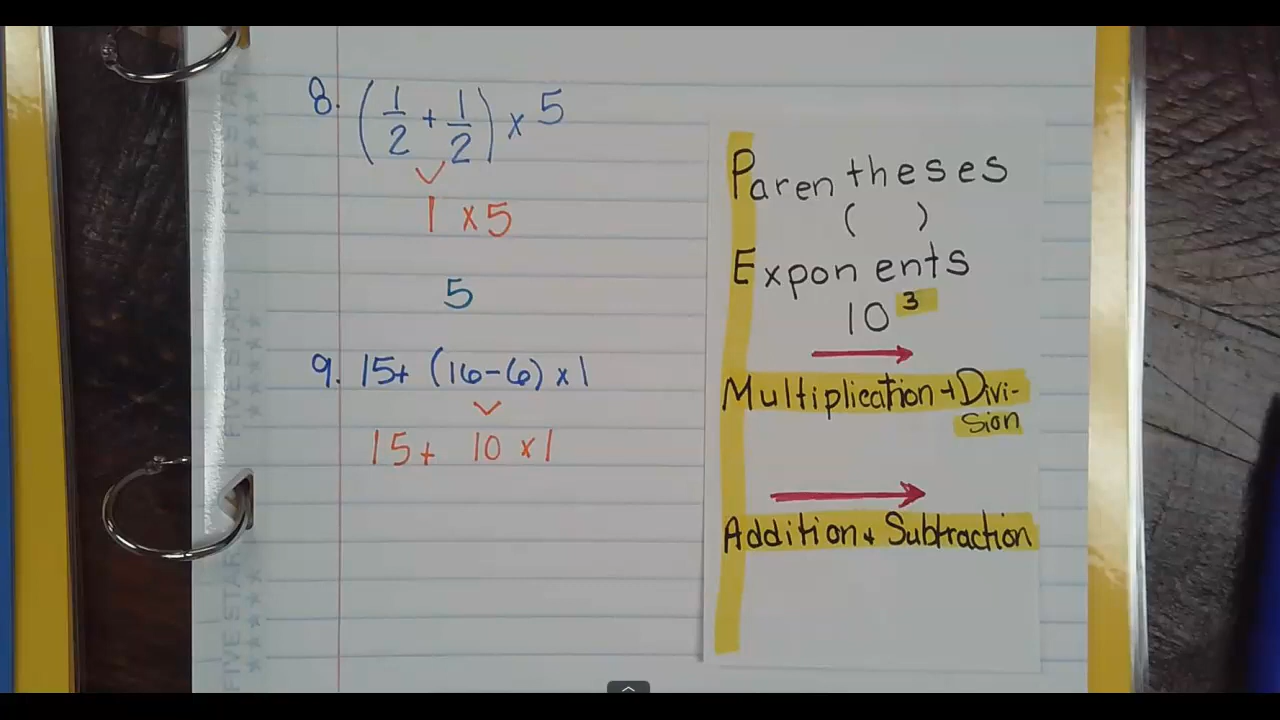 8. (1/2 + 1/2) × 5
1 × 5
5
9. 15+ (16-6) × 1
15+ 10 × 1
Parentheses
( )
Exponents
10³
Multiplication + Divi-
sion
Addition + Subtraction
FIVE STAR
FIVE STAR
FIVE STAR